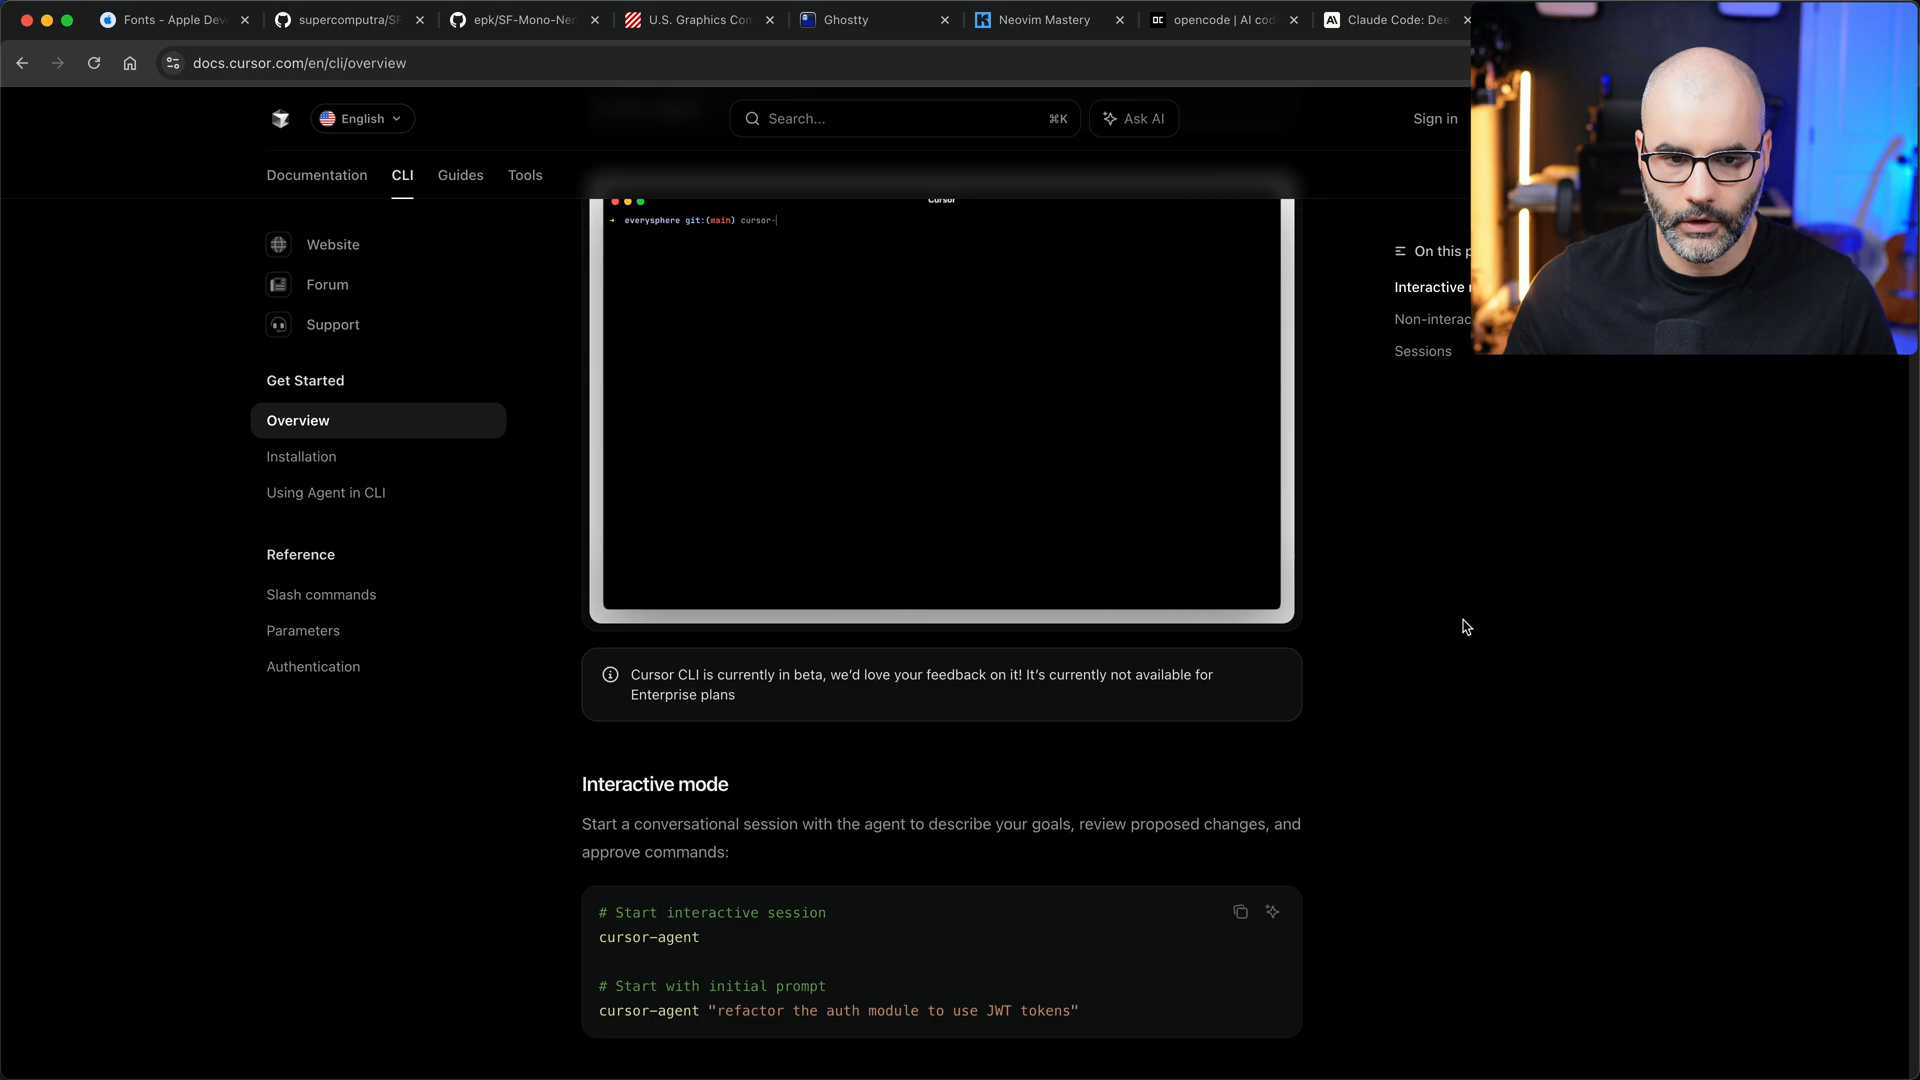 Fonts - Apple Dev
supercomputra/SF
epk/SF-Mono-Ner
U.S. Graphics Con
Ghostty
Neovim Mastery
opencode | AI cod
Claude Code: Dee
docs.cursor.com/en/cli/overview
English
Search...
⌘K
Ask AI
Sign in
Documentation
CLI
Guides
Tools
Website
Forum
Support
Get Started
Overview
Installation
Using Agent in CLI
Reference
Slash commands
Parameters
Authentication
Cursor
→ everysphere git:(main) cursor-
Cursor CLI is currently in beta, we'd love your feedback on it! It's currently not available for
Enterprise plans
Interactive mode
Start a conversational session with the agent to describe your goals, review proposed changes, and
approve commands:
# Start interactive session
cursor-agent
# Start with initial prompt
cursor-agent "refactor the auth module to use JWT tokens"
On this p
Interactive
Non-interac
Sessions